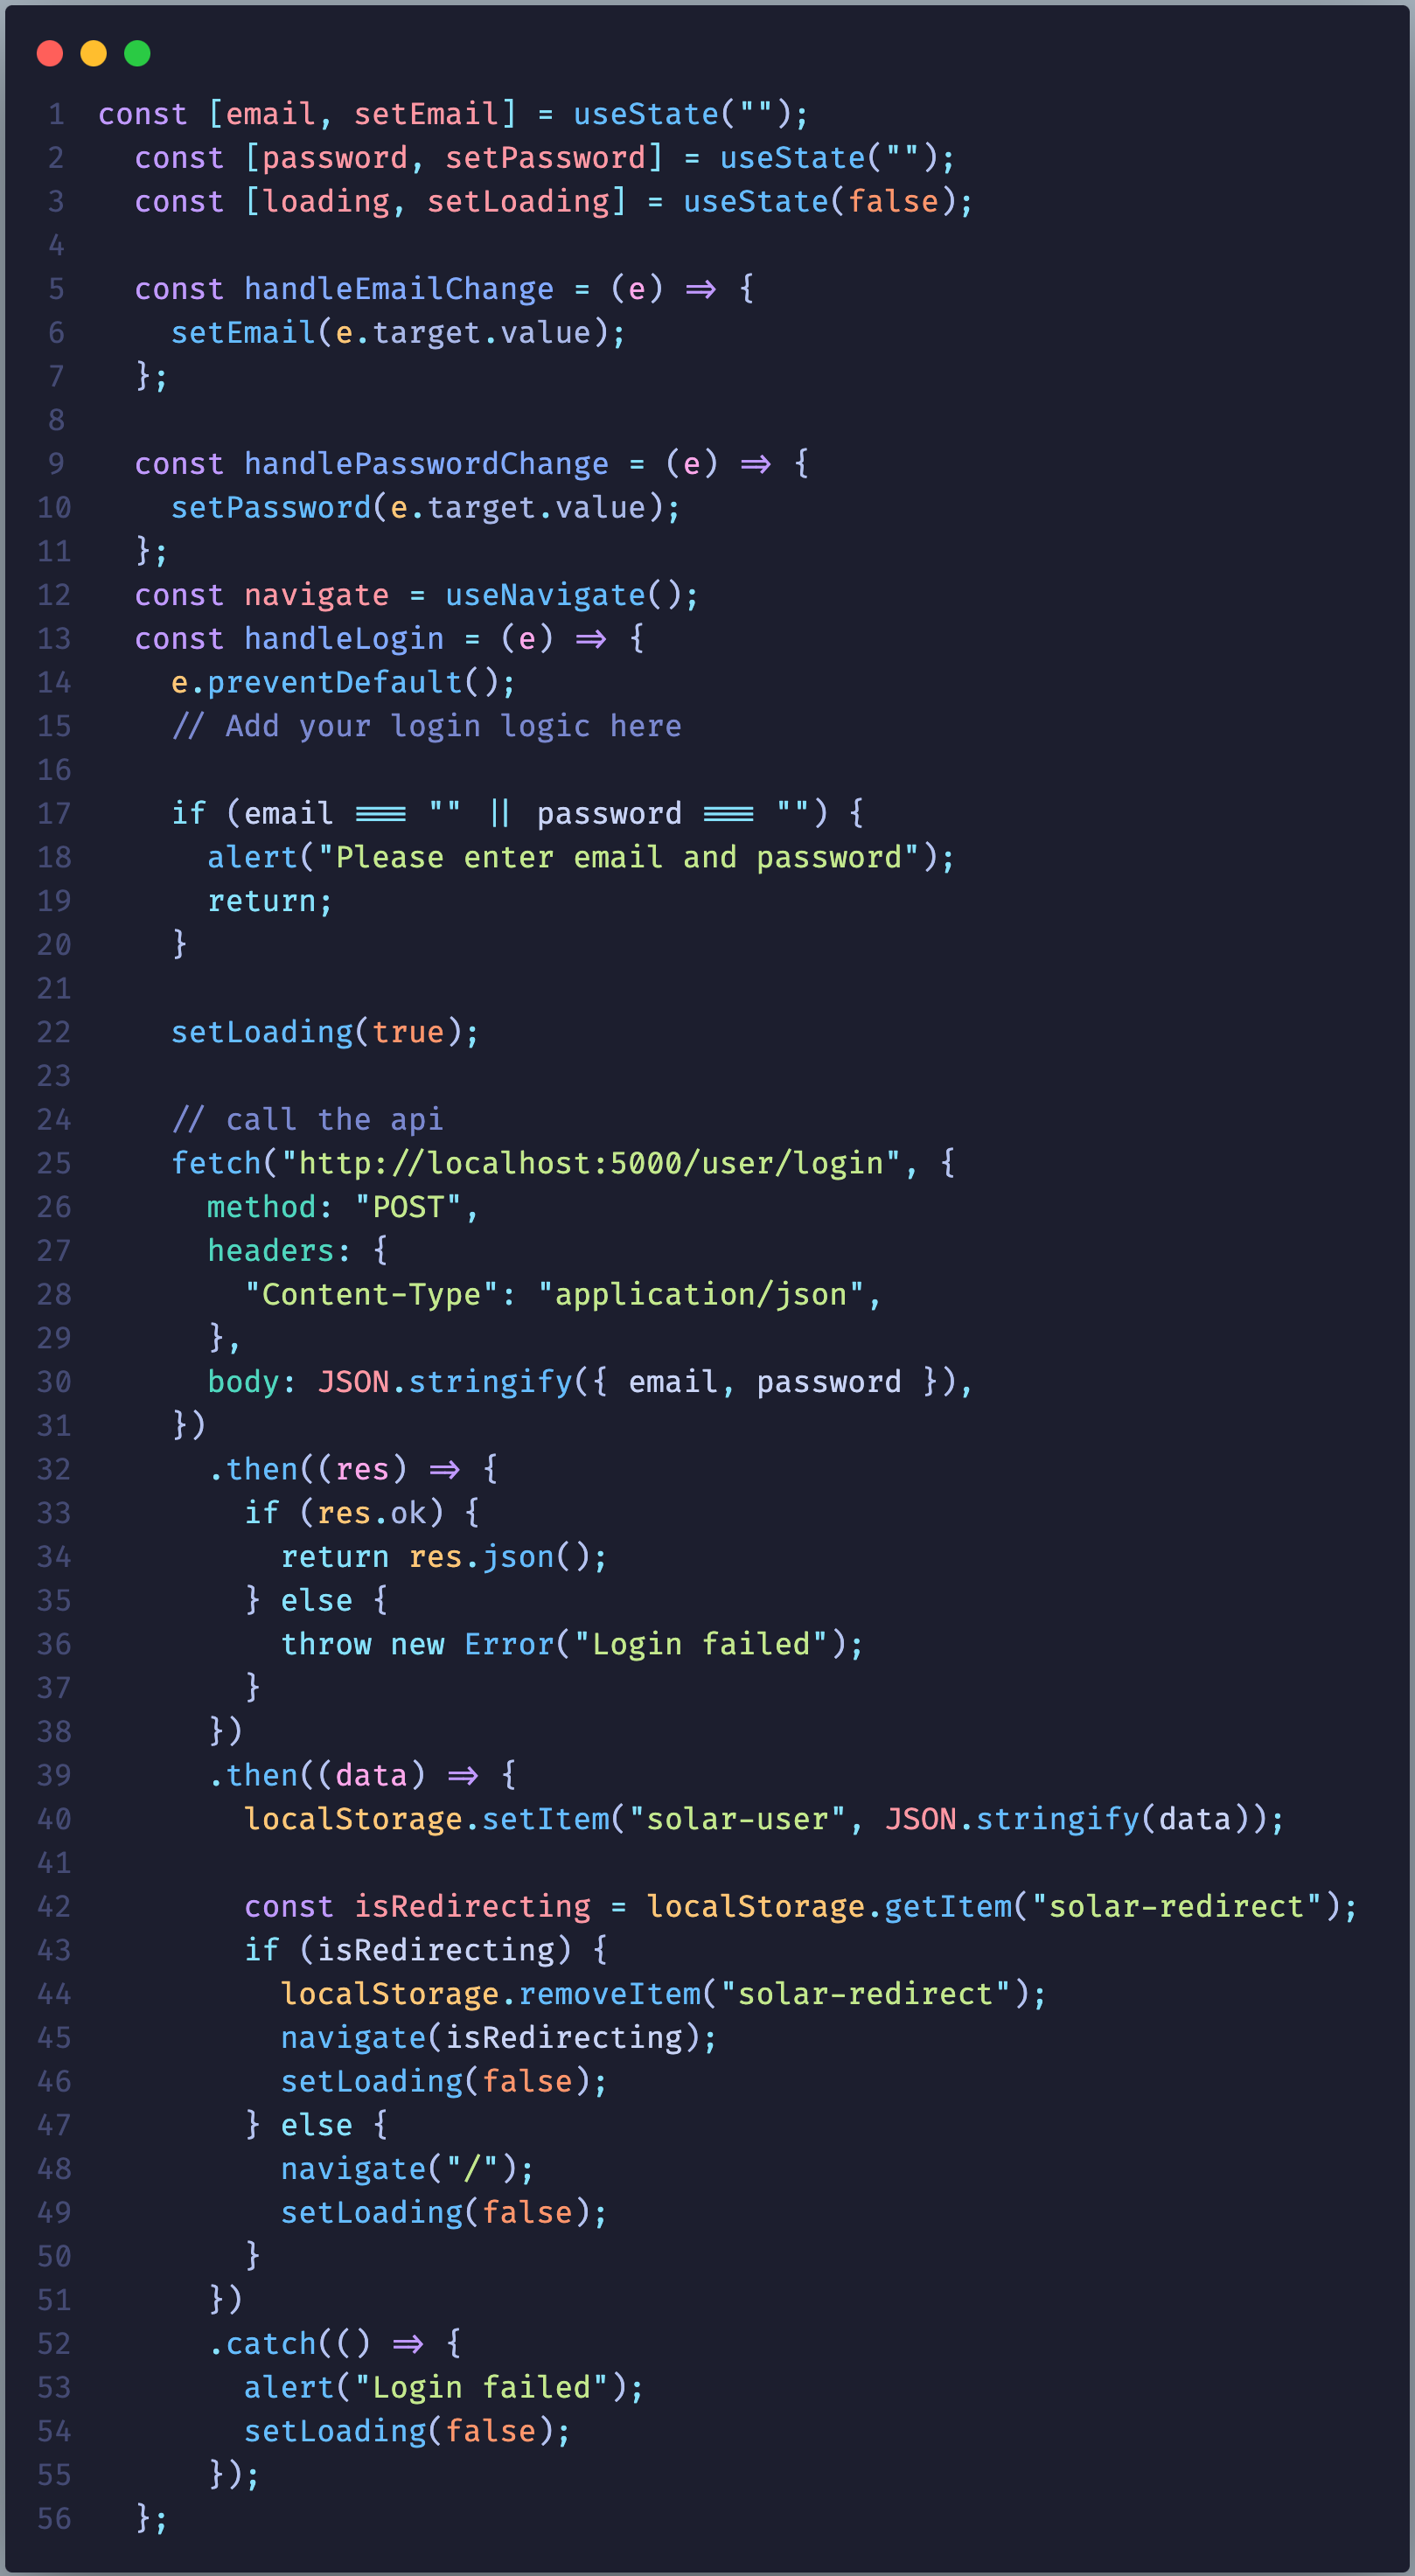 1 const [email, setEmail] = useState("");
2   const [password, setPassword] = useState("");
3   const [loading, setLoading] = useState(false);
4
5   const handleEmailChange = (e) => {
6     setEmail(e.target.value);
7   };
8
9   const handlePasswordChange = (e) => {
10     setPassword(e.target.value);
11   };
12   const navigate = useNavigate();
13   const handleLogin = (e) => {
14     e.preventDefault();
15     // Add your login logic here
16
17     if (email === "" || password === "") {
18       alert("Please enter email and password");
19       return;
20     }
21
22     setLoading(true);
23
24     // call the api
25     fetch("http://localhost:5000/user/login", {
26       method: "POST",
27       headers: {
28         "Content-Type": "application/json",
29       },
30       body: JSON.stringify({ email, password }),
31     })
32       .then((res) => {
33         if (res.ok) {
34           return res.json();
35         } else {
36           throw new Error("Login failed");
37         }
38       })
39       .then((data) => {
40         localStorage.setItem("solar-user", JSON.stringify(data));
41
42         const isRedirecting = localStorage.getItem("solar-redirect");
43         if (isRedirecting) {
44           localStorage.removeItem("solar-redirect");
45           navigate(isRedirecting);
46           setLoading(false);
47         } else {
48           navigate("/");
49           setLoading(false);
50         }
51       })
52       .catch(() => {
53         alert("Login failed");
54         setLoading(false);
55       });
56   };